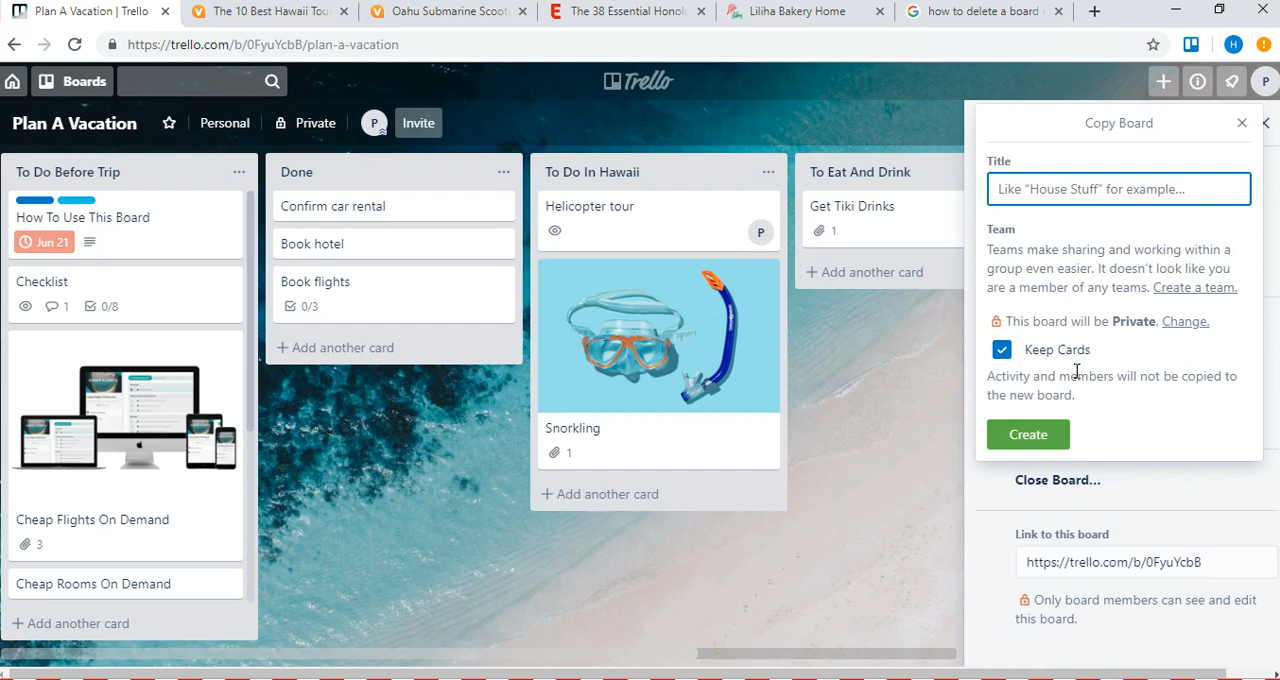 Plan A Vacation | Trello
The 10 Best Hawaii Tou
Oahu Submarine Scoot
The 38 Essential Honol
Liliha Bakery Home
how to delete a board i
https://trello.com/b/0FyuYcbB/plan-a-vacation
H
Boards
Trello
P
Plan A Vacation
Personal
Private
P
Invite
To Do Before Trip
How To Use This Board
Jun 21
Checklist
1
0/8
Cheap Flights On Demand
3
Cheap Rooms On Demand
+ Add another card
Done
Confirm car rental
Book hotel
Book flights
0/3
+ Add another card
To Do In Hawaii
Helicopter tour
P
Snorkling
1
+ Add another card
To Eat And Drink
Get Tiki Drinks
1
+ Add another card
Copy Board
Title
Like “House Stuff” for example...
Team
Teams make sharing and working within a
group even easier. It doesn’t look like you
are a member of any teams. Create a team.
This board will be Private. Change.
Keep Cards
Activity and members will not be copied to
the new board.
Create
Close Board...
Link to this board
https://trello.com/b/0FyuYcbB
Only board members can see and edit
this board.